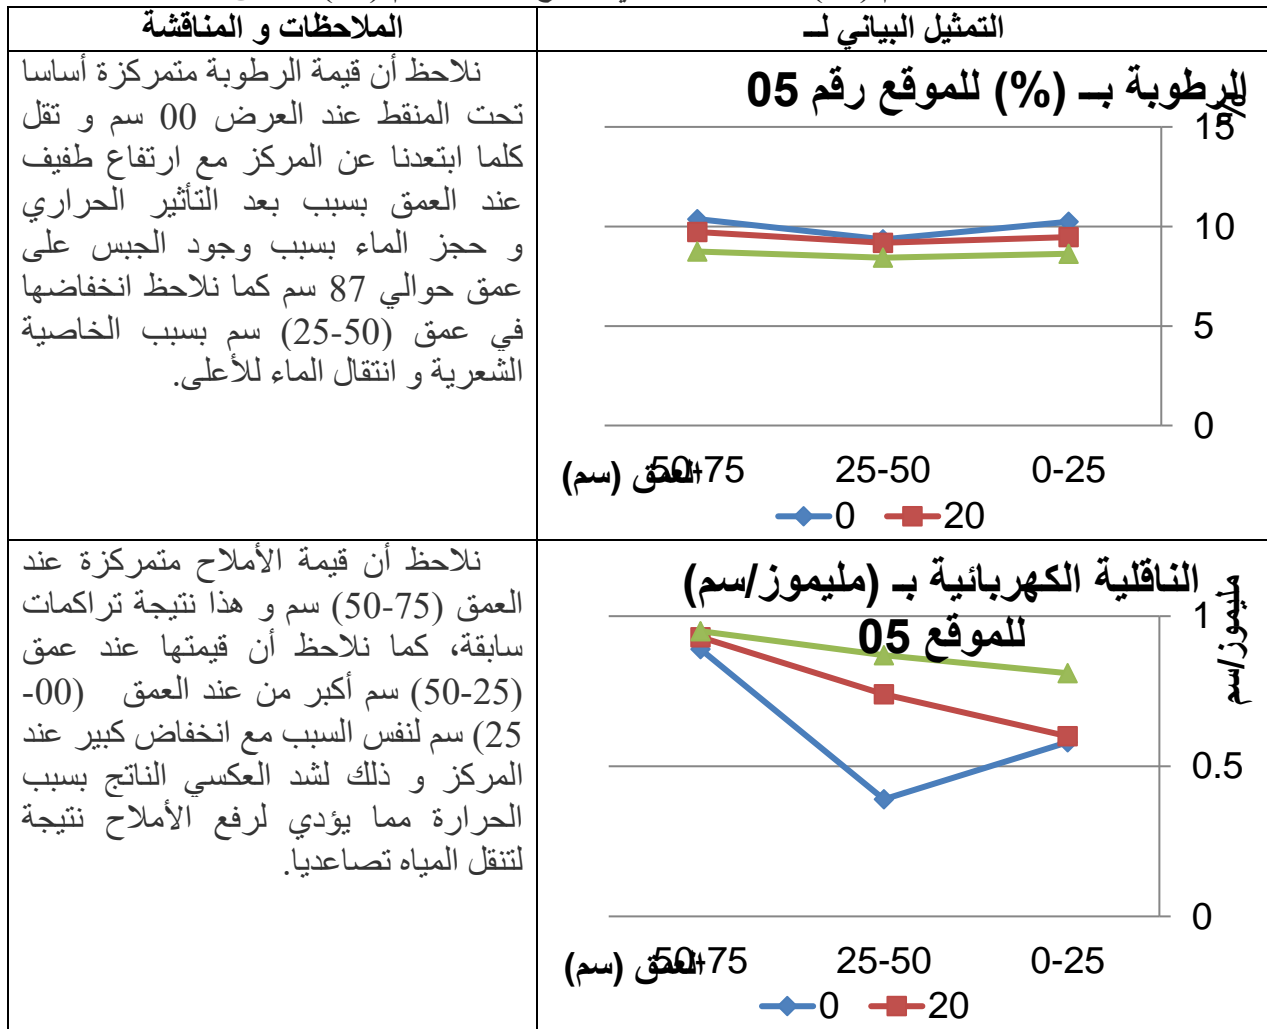 الملاحظات و المناقشة
التمثيل البياني لــ
نلاحظ أن قيمة الرطوبة متمركزة أساسا
تحت المنقط عند العرض 00 سم و تقل
كلما ابتعدنا عن المركز مع ارتفاع طفيف
عند العمق بسبب بعد التأثير الحراري
و حجز الماء بسبب وجود الجبس على
عمق حوالي 87 سم كما نلاحظ انخفاضها
في عمق (50-25) سم بسبب الخاصية
الشعرية و انتقال الماء للأعلى.
الرطوبة بــ (%) للموقع رقم 05
%
15
10
5
0
50-75 25-50 0-25
العمق (سم)
0 20
نلاحظ أن قيمة الأملاح متمركزة عند
العمق (75-50) سم و هذا نتيجة تراكمات
سابقة، كما نلاحظ أن قيمتها عند عمق
(50-25) سم أكبر من عند العمق (00-
25) سم لنفس السبب مع انخفاض كبير عند
المركز و ذلك لشد العكسي الناتج بسبب
الحرارة مما يؤدي لرفع الأملاح نتيجة
لتنقل المياه تصاعديا.
الناقلية الكهربائية بـ (مليموز/سم)
للموقع 05
مليموز/سم
1
0.5
0
50-75 25-50 0-25
العمق (سم)
0 20